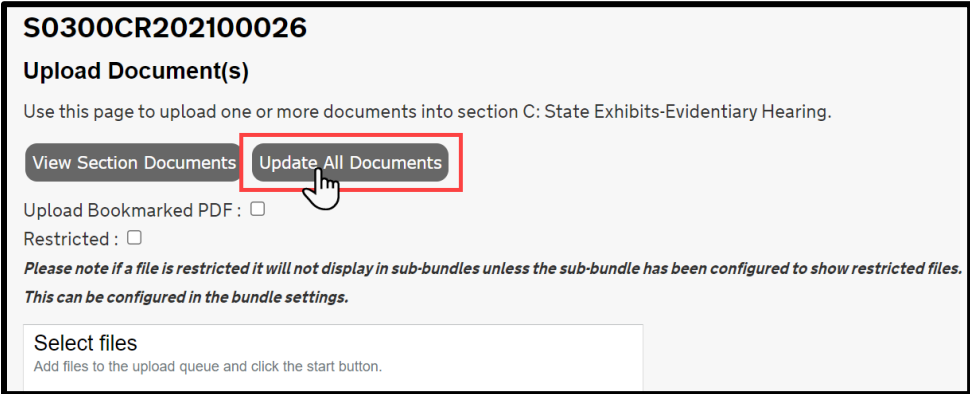 S0300CR202100026
Upload Document(s)
Use this page to upload one or more documents into section C: State Exhibits-Evidentiary Hearing.
View Section Documents Update All Documents
Upload Bookmarked PDF :
Restricted :
Please note if a file is restricted it will not display in sub-bundles unless the sub-bundle has been configured to show restricted files.
This can be configured in the bundle settings.
Select files
Add files to the upload queue and click the start button.